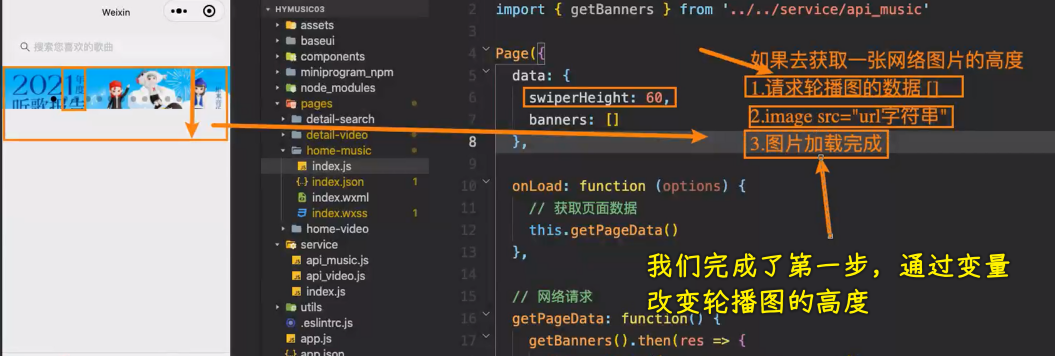 Weixin
搜索您喜欢的歌曲
2021年度
听歌报告
HYMUSIC03
assets
baseui
components
miniprogram_npm
node_modules
pages
detail-search
detail-video
home-music
index.js
index.json 1
index.wxml
index.wxss 1
home-video
service
api_music.js
api_video.js
index.js
utils
.eslintrc.js
app.js
app.json
2 import { getBanners } from '../../service/api_music'
3
4 Page({
5 data: {
6 swiperHeight: 60,
7 banners: []
8 },
9
10 onLoad: function (options) {
11 // 获取页面数据
12 this.getPageData()
13 },
14
15 // 网络请求
16 getPageData: function() {
17 getBanners().then(res => {
如果去获取一张网络图片的高度
1.请求轮播图的数据 []
2.image src="url字符串"
3.图片加载完成
我们完成了第一步，通过变量
改变轮播图的高度